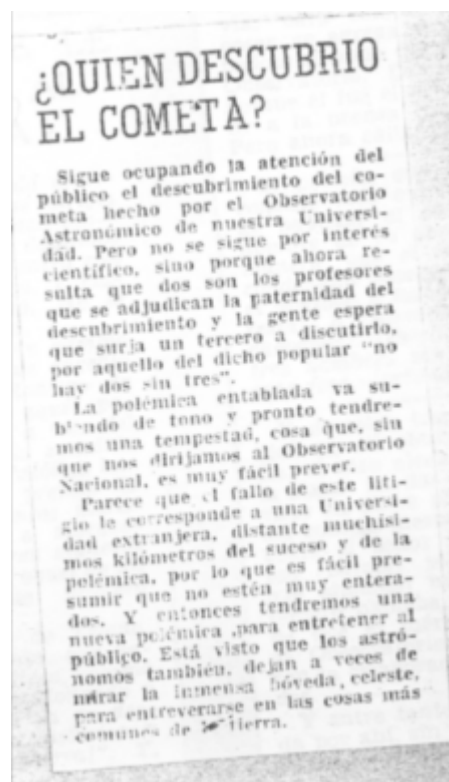 ¿QUIEN DESCUBRIO
EL COMETA?
Sigue ocupando la atención del
público el descubrimiento del co-
meta hecho por el Observatorio
Astronómico de nuestra Universi-
dad. Pero no se sigue por interés
científico, sino porque ahora re-
sulta que dos son los profesores
que se adjudican la paternidad del
descubrimiento y la gente espera
que surja un tercero a discutirlo,
por aquello del dicho popular "no
hay dos sin tres".
La polémica entablada va su-
biendo de tono y pronto tendre-
mos una tempestad, cosa que, sin
que nos dirijamos al Observatorio
Nacional, es muy fácil prever.
Parece que el fallo de este liti-
gio le corresponde a una Universi-
dad extranjera, distante muchísi-
mos kilómetros del suceso y de la
polémica, por lo que es fácil pre-
sumir que no estén muy entera-
dos. Y entonces tendremos una
nueva polémica ,para entretener al
público. Está visto que los astró-
nomos también, dejan a veces de
mirar la inmensa bóveda, celeste,
para entreverarse en las cosas más
comunes de la tierra.